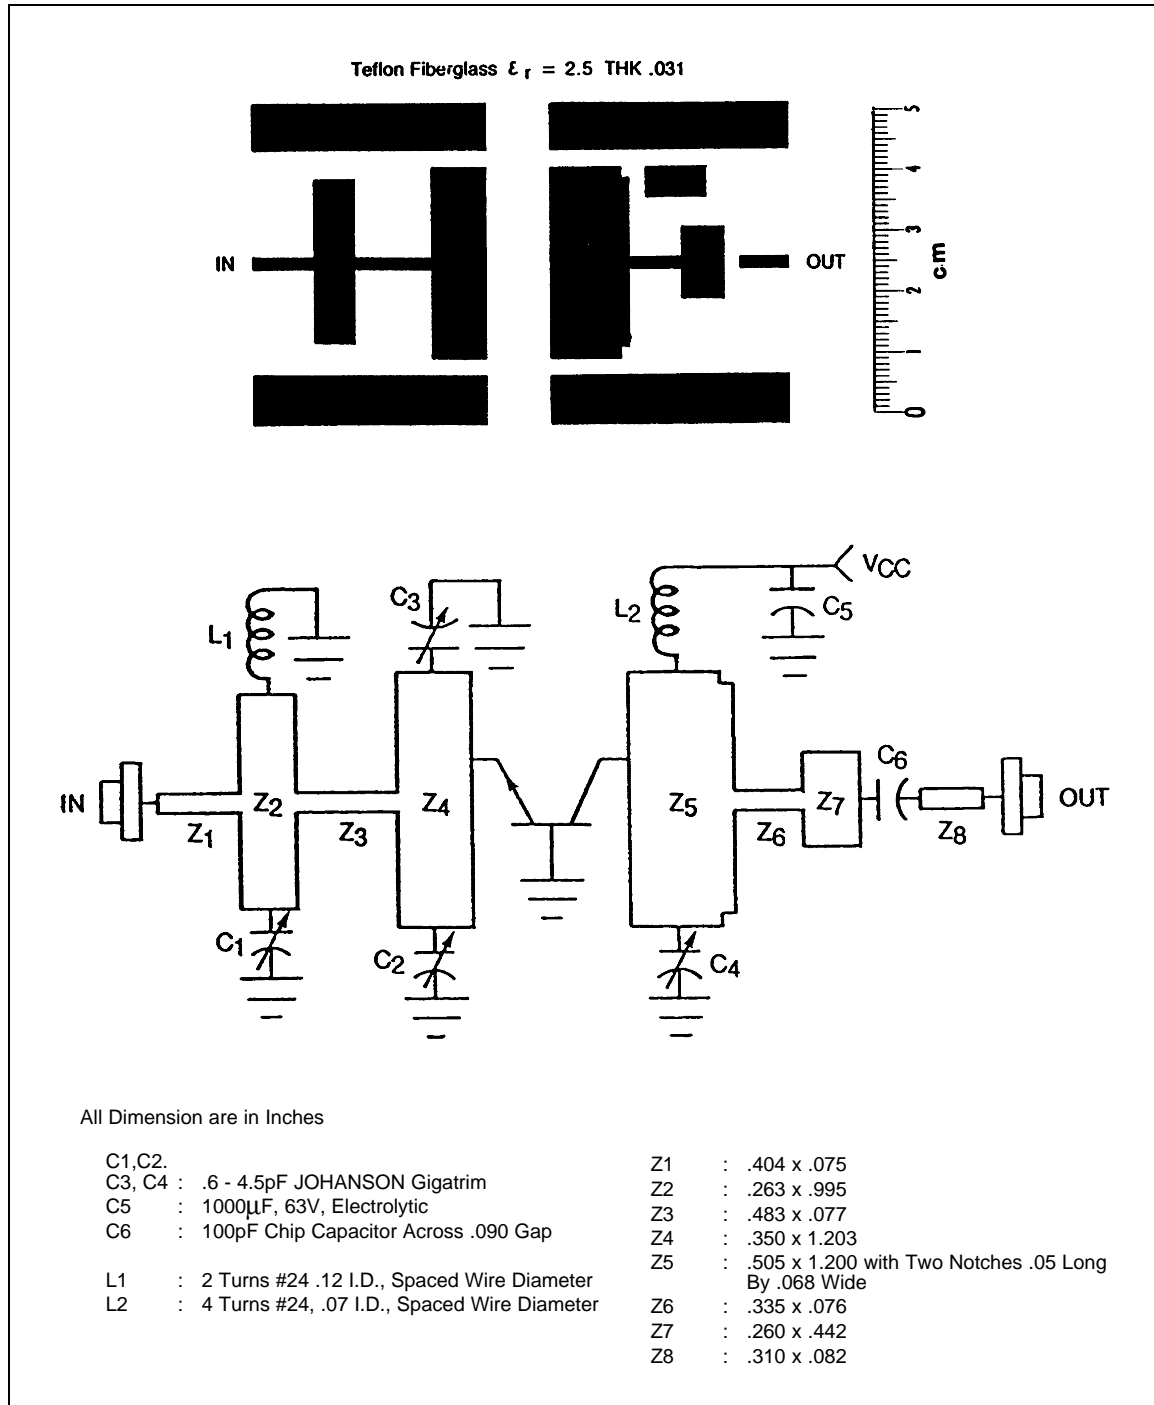 Teflon Fiberglass ε r = 2.5 THK .031
5
4
3
2
1
0
cm
IN
OUT
VCC
L1
C3
L2
C5
IN
Z1
Z2
Z3
Z4
Z5
Z6
Z7
C6
Z8
OUT
C1
C2
C4
All Dimension are in Inches
C1,C2.
C3, C4 : .6 - 4.5pF JOHANSON Gigatrim
C5 : 1000µF, 63V, Electrolytic
C6 : 100pF Chip Capacitor Across .090 Gap
L1 : 2 Turns #24 .12 I.D., Spaced Wire Diameter
L2 : 4 Turns #24, .07 I.D., Spaced Wire Diameter
Z1 : .404 x .075
Z2 : .263 x .995
Z3 : .483 x .077
Z4 : .350 x 1.203
Z5 : .505 x 1.200 with Two Notches .05 Long
By .068 Wide
Z6 : .335 x .076
Z7 : .260 x .442
Z8 : .310 x .082